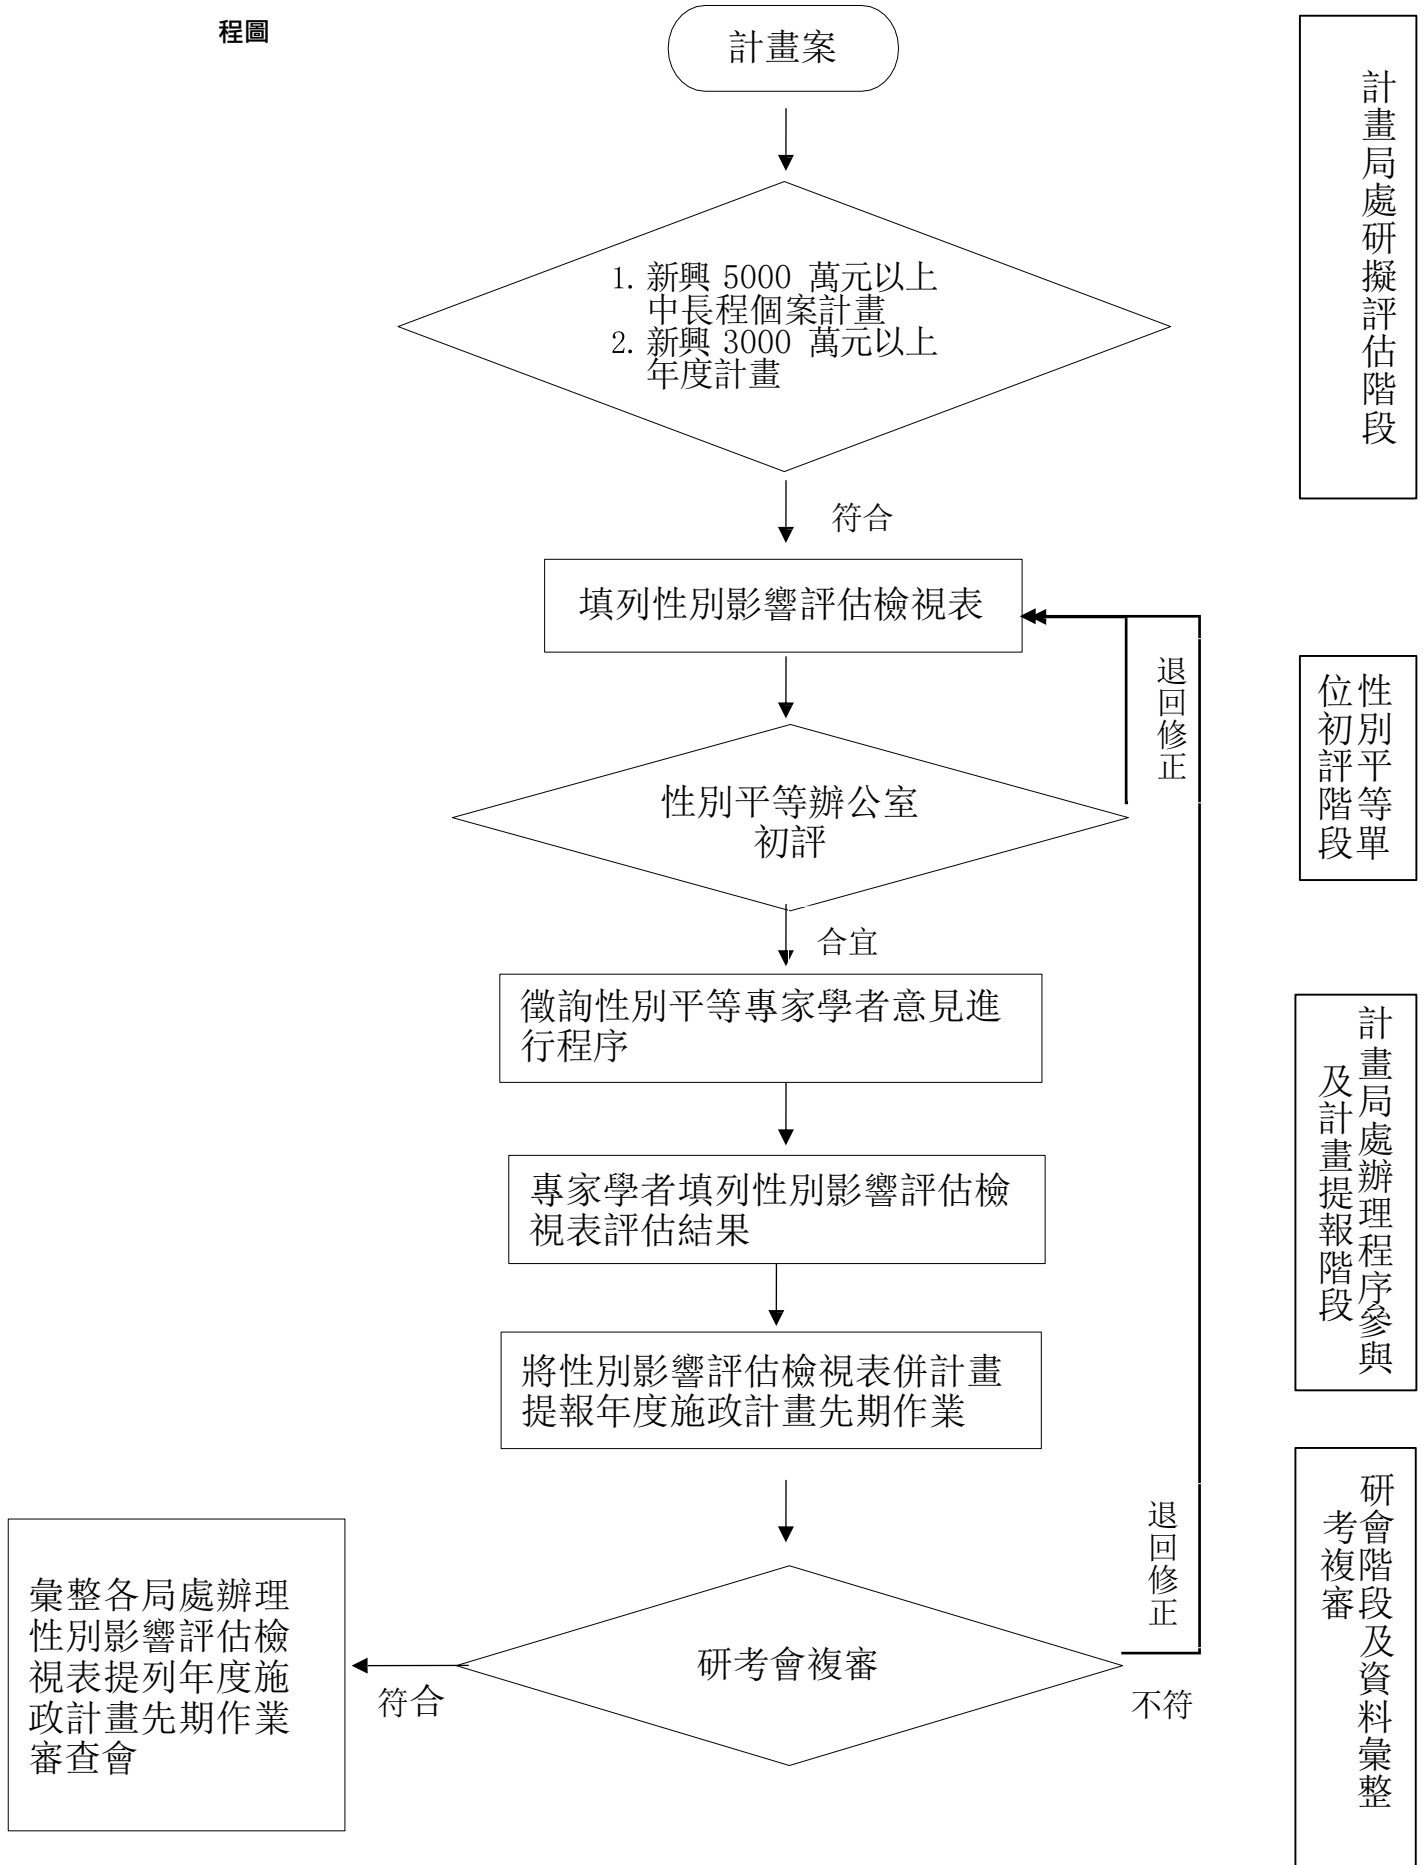 程圖
計畫案
1. 新興 5000 萬元以上
中長程個案計畫
2. 新興 3000 萬元以上
年度計畫
符合
填列性別影響評估檢視表
退回修正
性別平等辦公室
初評
合宜
徵詢性別平等專家學者意見進
行程序
專家學者填列性別影響評估檢
視表評估結果
將性別影響評估檢視表併計畫
提報年度施政計畫先期作業
退回修正
研考會複審
符合
不符
彙整各局處辦理
性別影響評估檢
視表提列年度施
政計畫先期作業
審查會
計畫局處研擬評估階段
性別平等單
位初評階段
計畫局處辦理程序參與
及計畫提報階段
研會階段及資料彙整
考複審